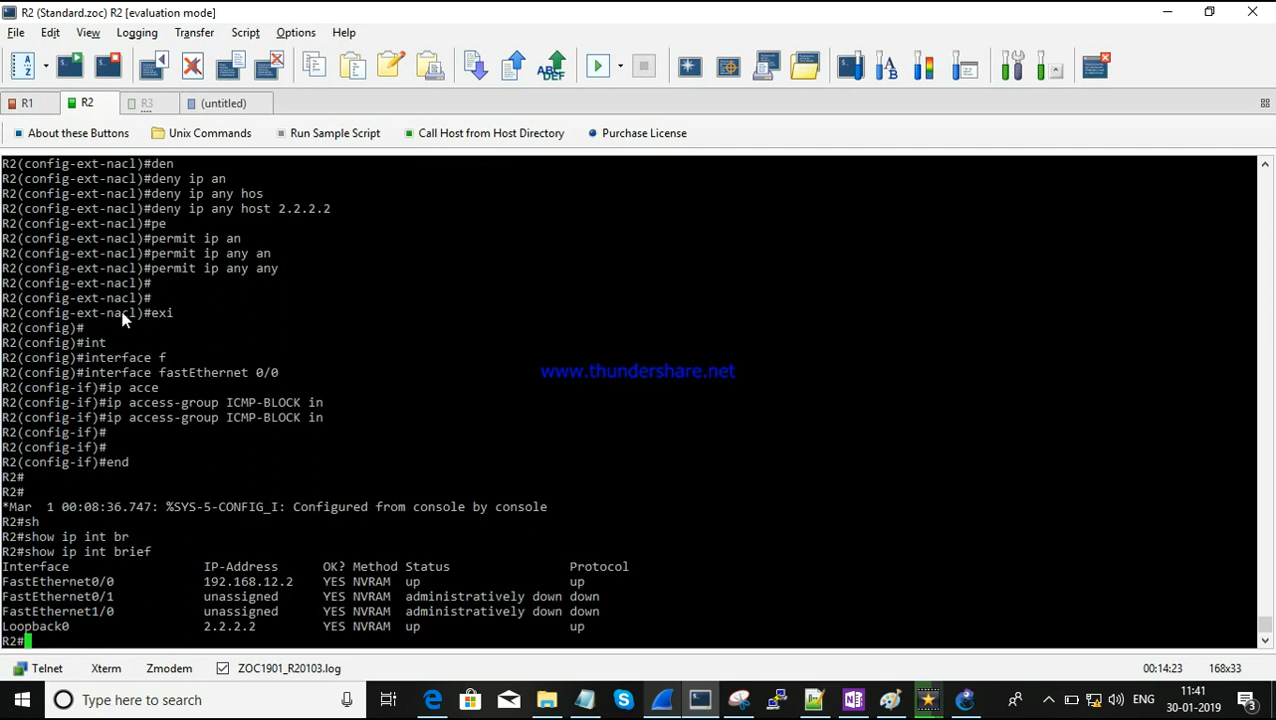 R2 (Standard.zoc) R2 [evaluation mode]
File Edit View Logging Transfer Script Options Help
R1 R2 R3 (untitled)
About these Buttons Unix Commands Run Sample Script Call Host from Host Directory Purchase License
R2(config-ext-nacl)#den
R2(config-ext-nacl)#deny ip an
R2(config-ext-nacl)#deny ip any hos
R2(config-ext-nacl)#deny ip any host 2.2.2.2
R2(config-ext-nacl)#pe
R2(config-ext-nacl)#permit ip an
R2(config-ext-nacl)#permit ip any an
R2(config-ext-nacl)#permit ip any any
R2(config-ext-nacl)#
R2(config-ext-nacl)#
R2(config-ext-nacl)#exi
R2(config)#
R2(config)#int
R2(config)#interface f
R2(config)#interface fastEthernet 0/0
www.thundershare.net
R2(config-if)#ip acce
R2(config-if)#ip access-group ICMP-BLOCK in
R2(config-if)#ip access-group ICMP-BLOCK in
R2(config-if)#
R2(config-if)#
R2(config-if)#end
R2#
R2#
*Mar  1 00:08:36.747: %SYS-5-CONFIG_I: Configured from console by console
R2#sh
R2#show ip int br
R2#show ip int brief
Interface IP-Address OK? Method Status Protocol
FastEthernet0/0 192.168.12.2 YES NVRAM up up
FastEthernet0/1 unassigned YES NVRAM administratively down down
FastEthernet1/0 unassigned YES NVRAM administratively down down
Loopback0 2.2.2.2 YES NVRAM up up
R2#
Telnet Xterm Zmodem ZOC1901_R20103.log 00:14:23 168x33
Type here to search ENG 11:41 30-01-2019 3